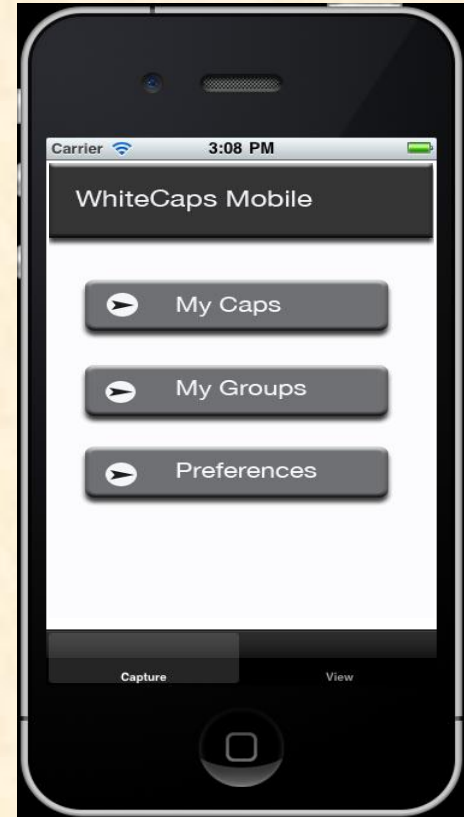 Carrier 3:08 PM
WhiteCaps Mobile
My Caps
My Groups
Preferences
Capture View